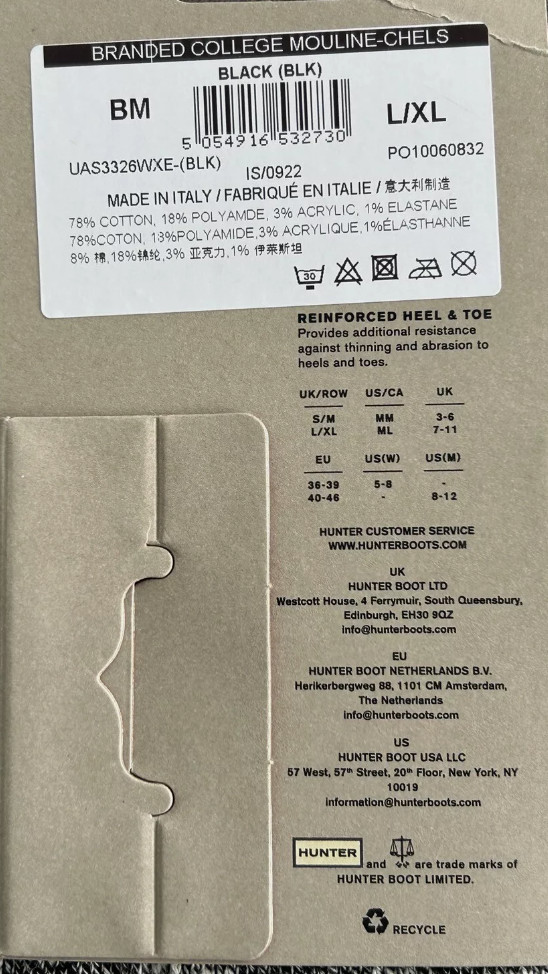 BRANDED COLLEGE MOULINE-CHELS
BLACK (BLK)
BM
L/XL
5 054916 532730
UAS3326WXE-(BLK)
IS/0922
PO10060832
MADE IN ITALY / FABRIQUÉ EN ITALIE / 意大利制造
78% COTTON, 18% POLYAMDE, 3% ACRYLIC, 1% ELASTANE
78%COTON, 18%POLYAMIDE,3% ACRYLIQUE,1%ÉLASTHANNE
8% 棉,18%锦纶,3% 亚克力,1% 伊莱斯坦
30
REINFORCED HEEL & TOE
Provides additional resistance
against thinning and abrasion to
heels and toes.
UK/ROW US/CA UK
S/M MM 3-6
L/XL ML 7-11
EU US(W) US(M)
36-39 5-8 -
40-46 - 8-12
HUNTER CUSTOMER SERVICE
WWW.HUNTERBOOTS.COM
UK
HUNTER BOOT LTD
Westcott House, 4 Ferrymuir, South Queensbury,
Edinburgh, EH30 9QZ
info@hunterboots.com
EU
HUNTER BOOT NETHERLANDS B.V.
Herikerbergweg 88, 1101 CM Amsterdam,
The Netherlands
info@hunterboots.com
US
HUNTER BOOT USA LLC
57 West, 57th Street, 20th Floor, New York, NY
10019
information@hunterboots.com
HUNTER and are trade marks of
HUNTER BOOT LIMITED.
RECYCLE